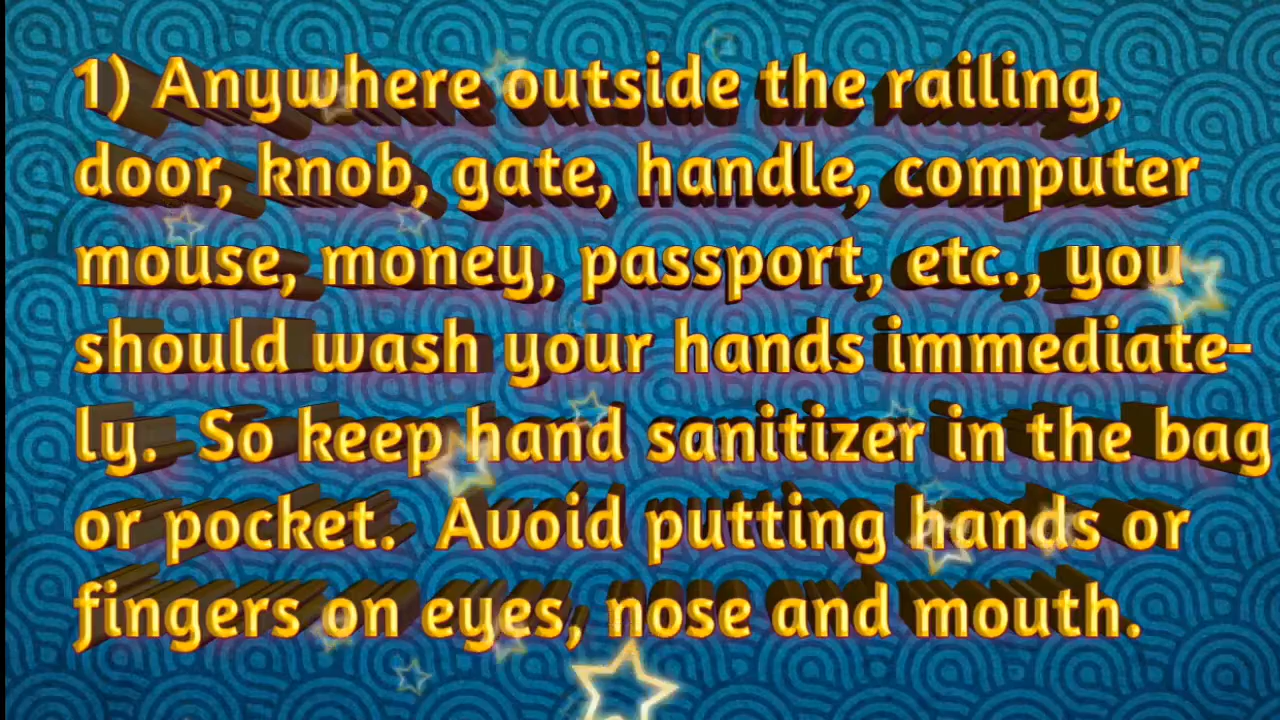 1) Anywhere outside the railing,
door, knob, gate, handle, computer
mouse, money, passport, etc., you
should wash your hands immediate-
ly.  So keep hand sanitizer in the bag
or pocket.  Avoid putting hands or
fingers on eyes, nose and mouth.